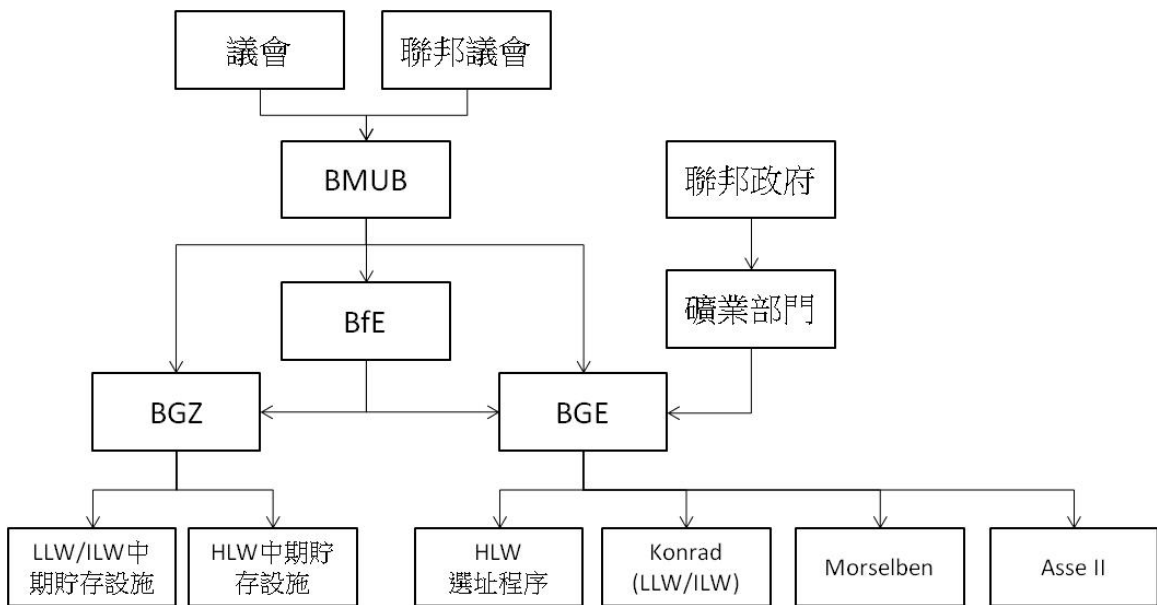 議會
聯邦議會
BMUB
聯邦政府
BfE
礦業部門
BGZ
BGE
LLW/ILW中
期貯存設施
HLW中期貯
存設施
HLW
選址程序
Konrad
(LLW/ILW)
Morselben
Asse II